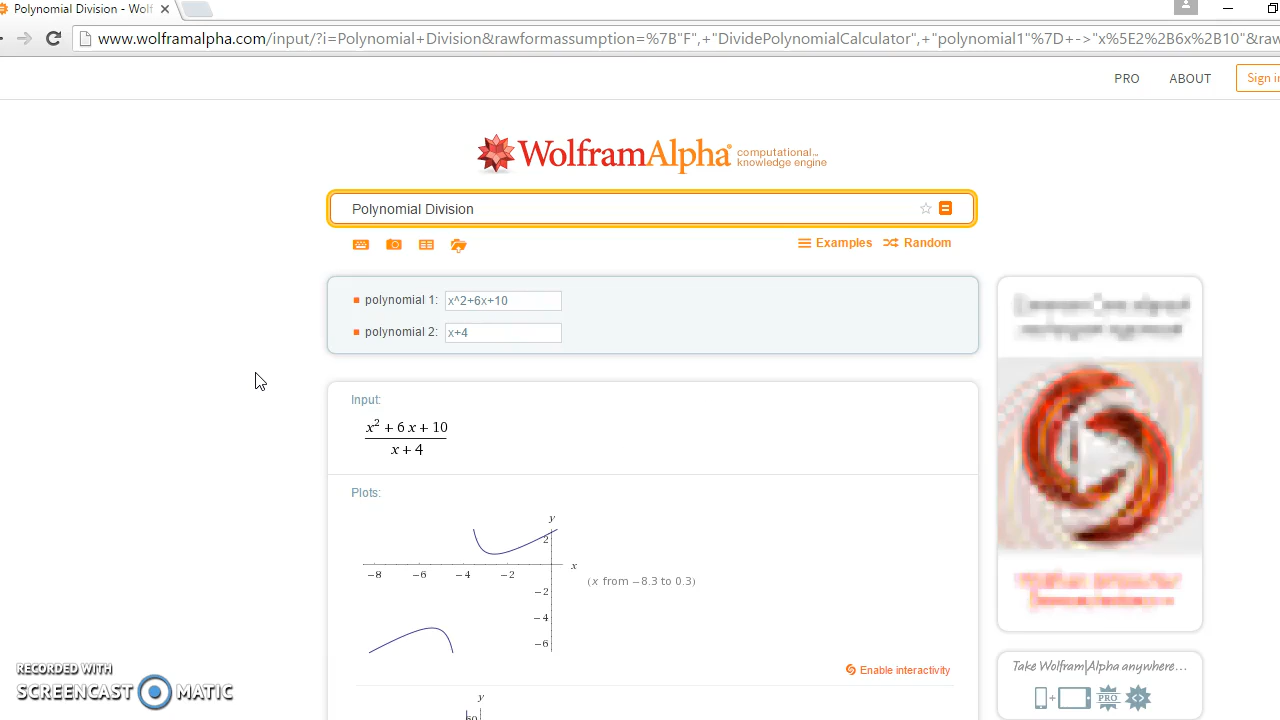 Polynomial Division - Wolf
www.wolframalpha.com/input/?i=Polynomial+Division&rawformassumption=%7B"F",+"DividePolynomialCalculator",+"polynomial1"%7D+->"x%5E2%2B6x%2B10"&raw
PRO ABOUT Sign in
WolframAlpha computational... knowledge engine
Polynomial Division
Examples Random
polynomial 1: x^2+6x+10
polynomial 2: x+4
Input:
x² + 6 x + 10
x + 4
Plots:
y
2
x
−8 −6 −4 −2
(x from −8.3 to 0.3)
−2
−4
−6
Enable interactivity
y
60
Take Wolfram|Alpha anywhere...
PRO
RECORDED WITH
SCREENCAST MATIC